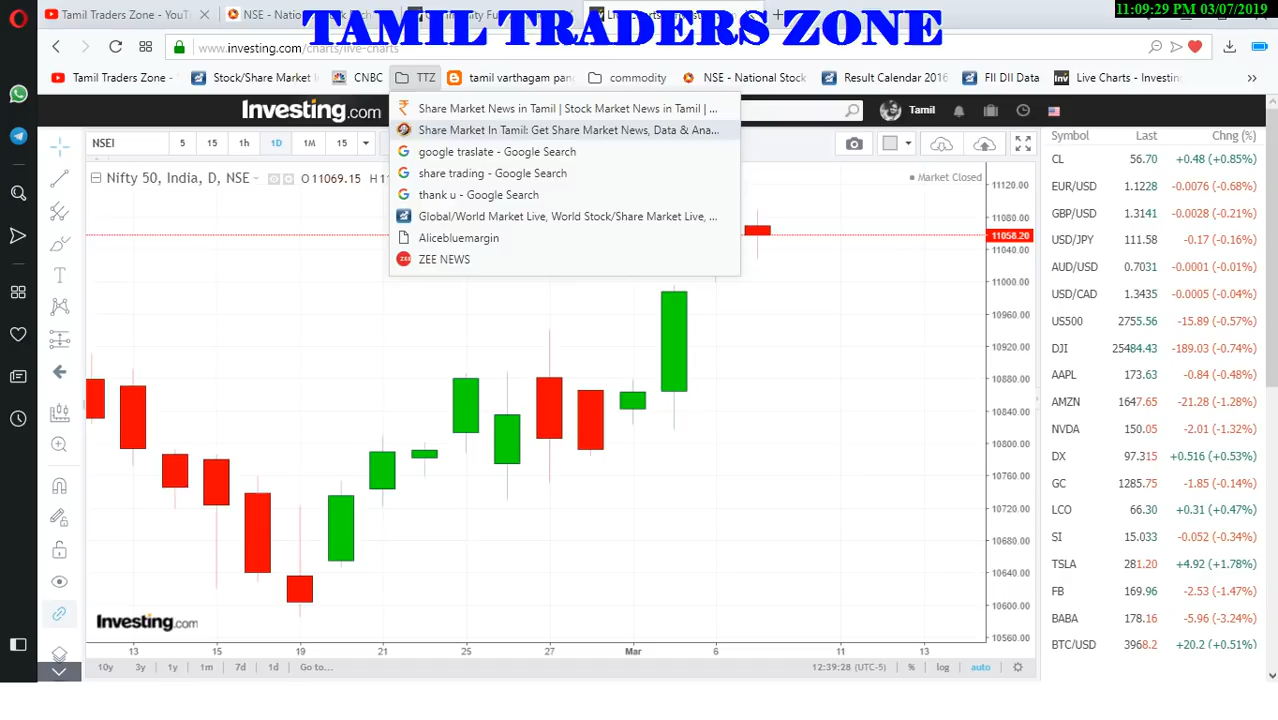 11:09:29 PM 03/07/2019
Tamil Traders Zone - YouT
NSE - Natio
TAMIL TRADERS ZONE
www.investing.com/charts/live-charts
Tamil Traders Zone -
Stock/Share Market
CNBC
TTZ
tamil varthagam pan
commodity
NSE - National Stock
Result Calendar 2016
FII DII Data
Live Charts - Investin
»
Investing.com
Tamil
Share Market News in Tamil | Stock Market News in Tamil | ...
Share Market In Tamil: Get Share Market News, Data & Ana...
google traslate - Google Search
share trading - Google Search
thank u - Google Search
Global/World Market Live, World Stock/Share Market Live, ...
Alicebluemargin
ZEE NEWS
NSEI 5 15 1h 1D 1M 15
Nifty 50, India, D, NSE O 11069.15 H 11
Market Closed
11120.00
11080.00
11058.20
11040.00
11000.00
10960.00
10920.00
10880.00
10840.00
10800.00
10760.00
10720.00
10680.00
10640.00
10600.00
10560.00
Investing.com
13 15 19 21 25 27 Mar 6 11 13
10y 3y 1y 1m 7d 1d Go to... 12:39:28 (UTC-5) % log auto
Symbol Last Chng (%)
CL 56.70 +0.48 (+0.85%)
EUR/USD 1.1228 -0.0076 (-0.68%)
GBP/USD 1.3141 -0.0028 (-0.21%)
USD/JPY 111.58 -0.17 (-0.16%)
AUD/USD 0.7031 -0.0001 (-0.01%)
USD/CAD 1.3435 -0.0005 (-0.04%)
US500 2755.56 -15.89 (-0.57%)
DJI 25484.43 -189.03 (-0.74%)
AAPL 173.63 -0.84 (-0.48%)
AMZN 1647.65 -21.28 (-1.28%)
NVDA 150.05 -2.01 (-1.32%)
DX 97.315 +0.516 (+0.53%)
GC 1285.75 -1.85 (-0.14%)
LCO 66.30 +0.31 (+0.47%)
SI 15.033 -0.052 (-0.34%)
TSLA 281.20 +4.92 (+1.78%)
FB 169.96 -2.53 (-1.47%)
BABA 178.16 -5.96 (-3.24%)
BTC/USD 3968.2 +20.2 (+0.51%)